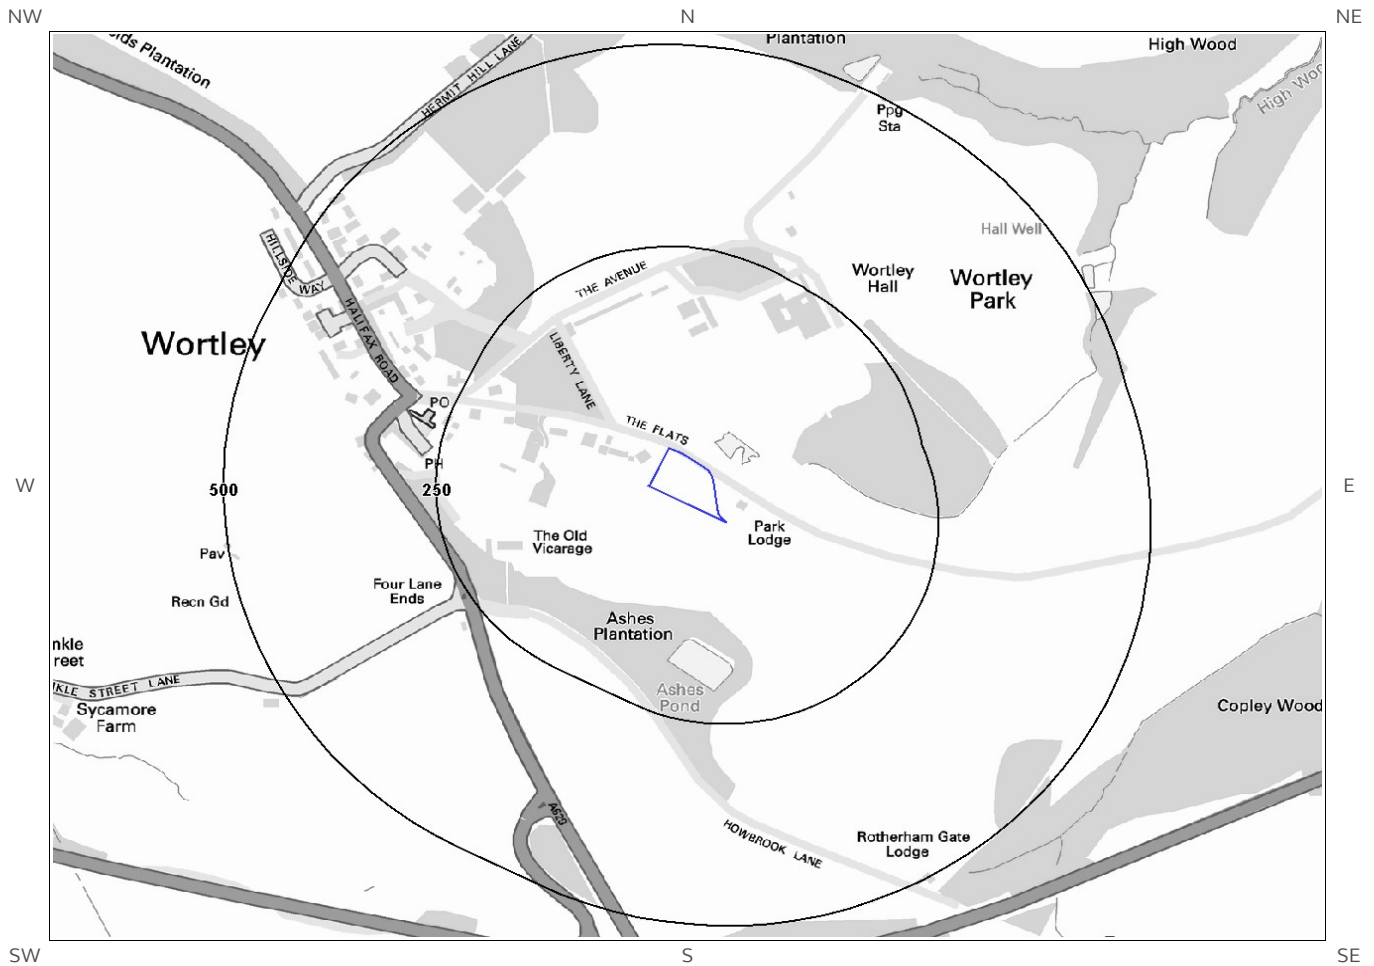 NW
N
NE
Plantation
High Wood
Plantation
HERMIT HILL LANE
Ppg
Sta
Hall Well
HILLSIDE WAY
THE AVENUE
Wortley
Hall
Wortley
Park
HALIFAX ROAD
Wortley
LIBERTY LANE
PO
THE FLATS
PH
W
500
250
E
Park
Lodge
The Old
Vicarage
Pav
Four Lane
Ends
Recn Gd
Ashes
Plantation
STREET LANE
Sycamore
Farm
Ashes
Pond
Copley Wood
A629
HOWBROOK LANE
Rotherham Gate
Lodge
SW
S
SE